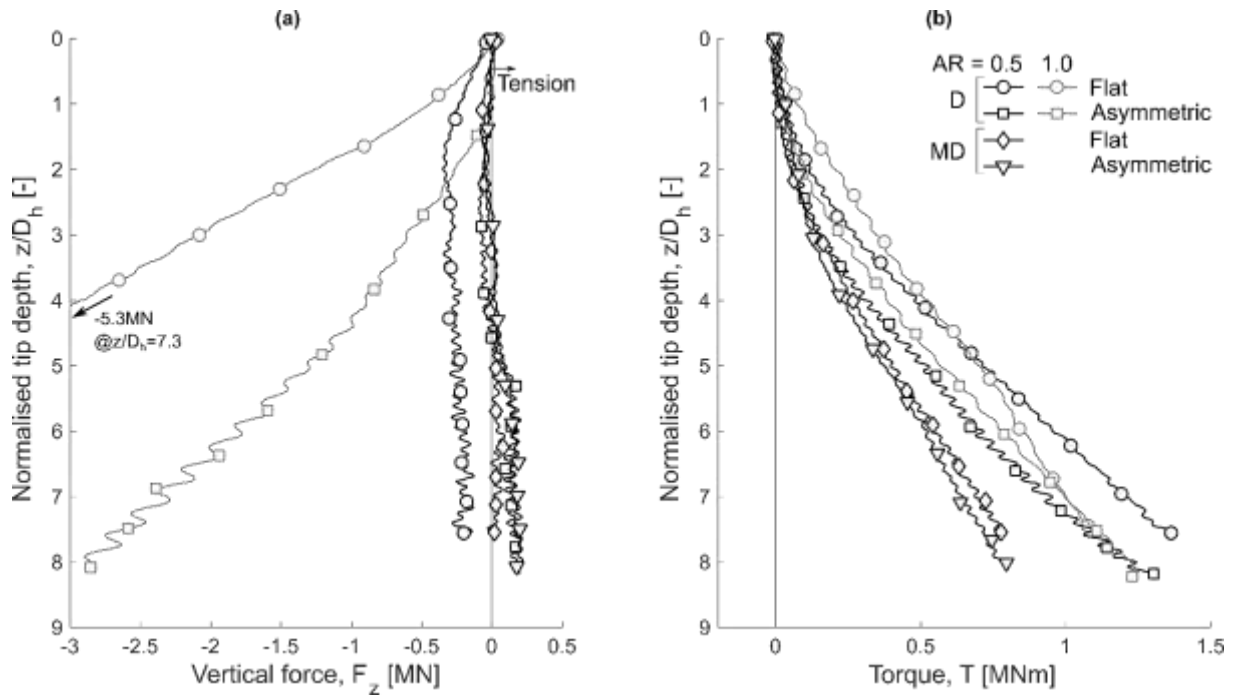 (a)
0
1
2
3
4
5
6
7
8
9
Normalised tip depth, z/D_h [-]
Tension
-5.3MN
@z/D_h=7.3
-3 -2.5 -2 -1.5 -1 -0.5 0 0.5
Vertical force, F_z [MN]
(b)
0
1
2
3
4
5
6
7
8
9
Normalised tip depth, z/D_h [-]
AR = 0.5 1.0
D Flat
Asymmetric
MD Flat
Asymmetric
0 0.5 1 1.5
Torque, T [MNm]